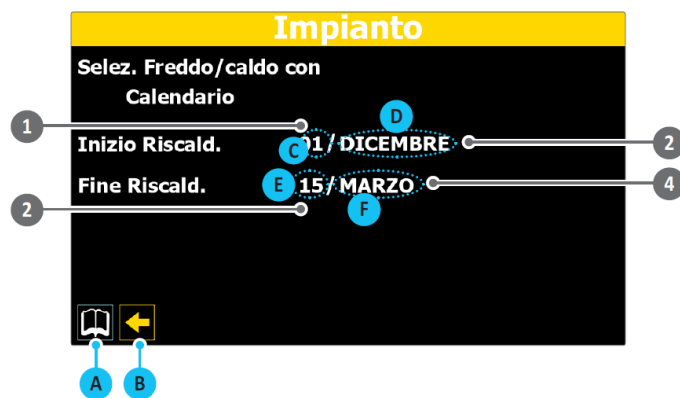 Impianto
Selez. Freddo/caldo con
Calendario
1
D
Inizio Riscald.
C
01/DICEMBRE
2
Fine Riscald.
E
15/MARZO
4
2
F
A
B